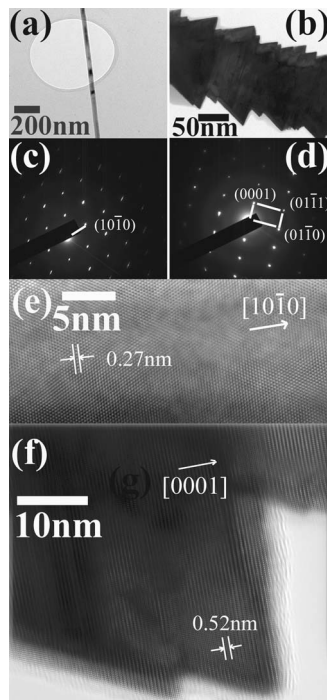 (a)
200nm
(b)
50nm
(c)
(101̄0)
(d)
(0001)
(011̄1)
(011̄0)
(e)
5nm
[101̄0]
0.27nm
(f)
(g)
[0001]
10nm
0.52nm